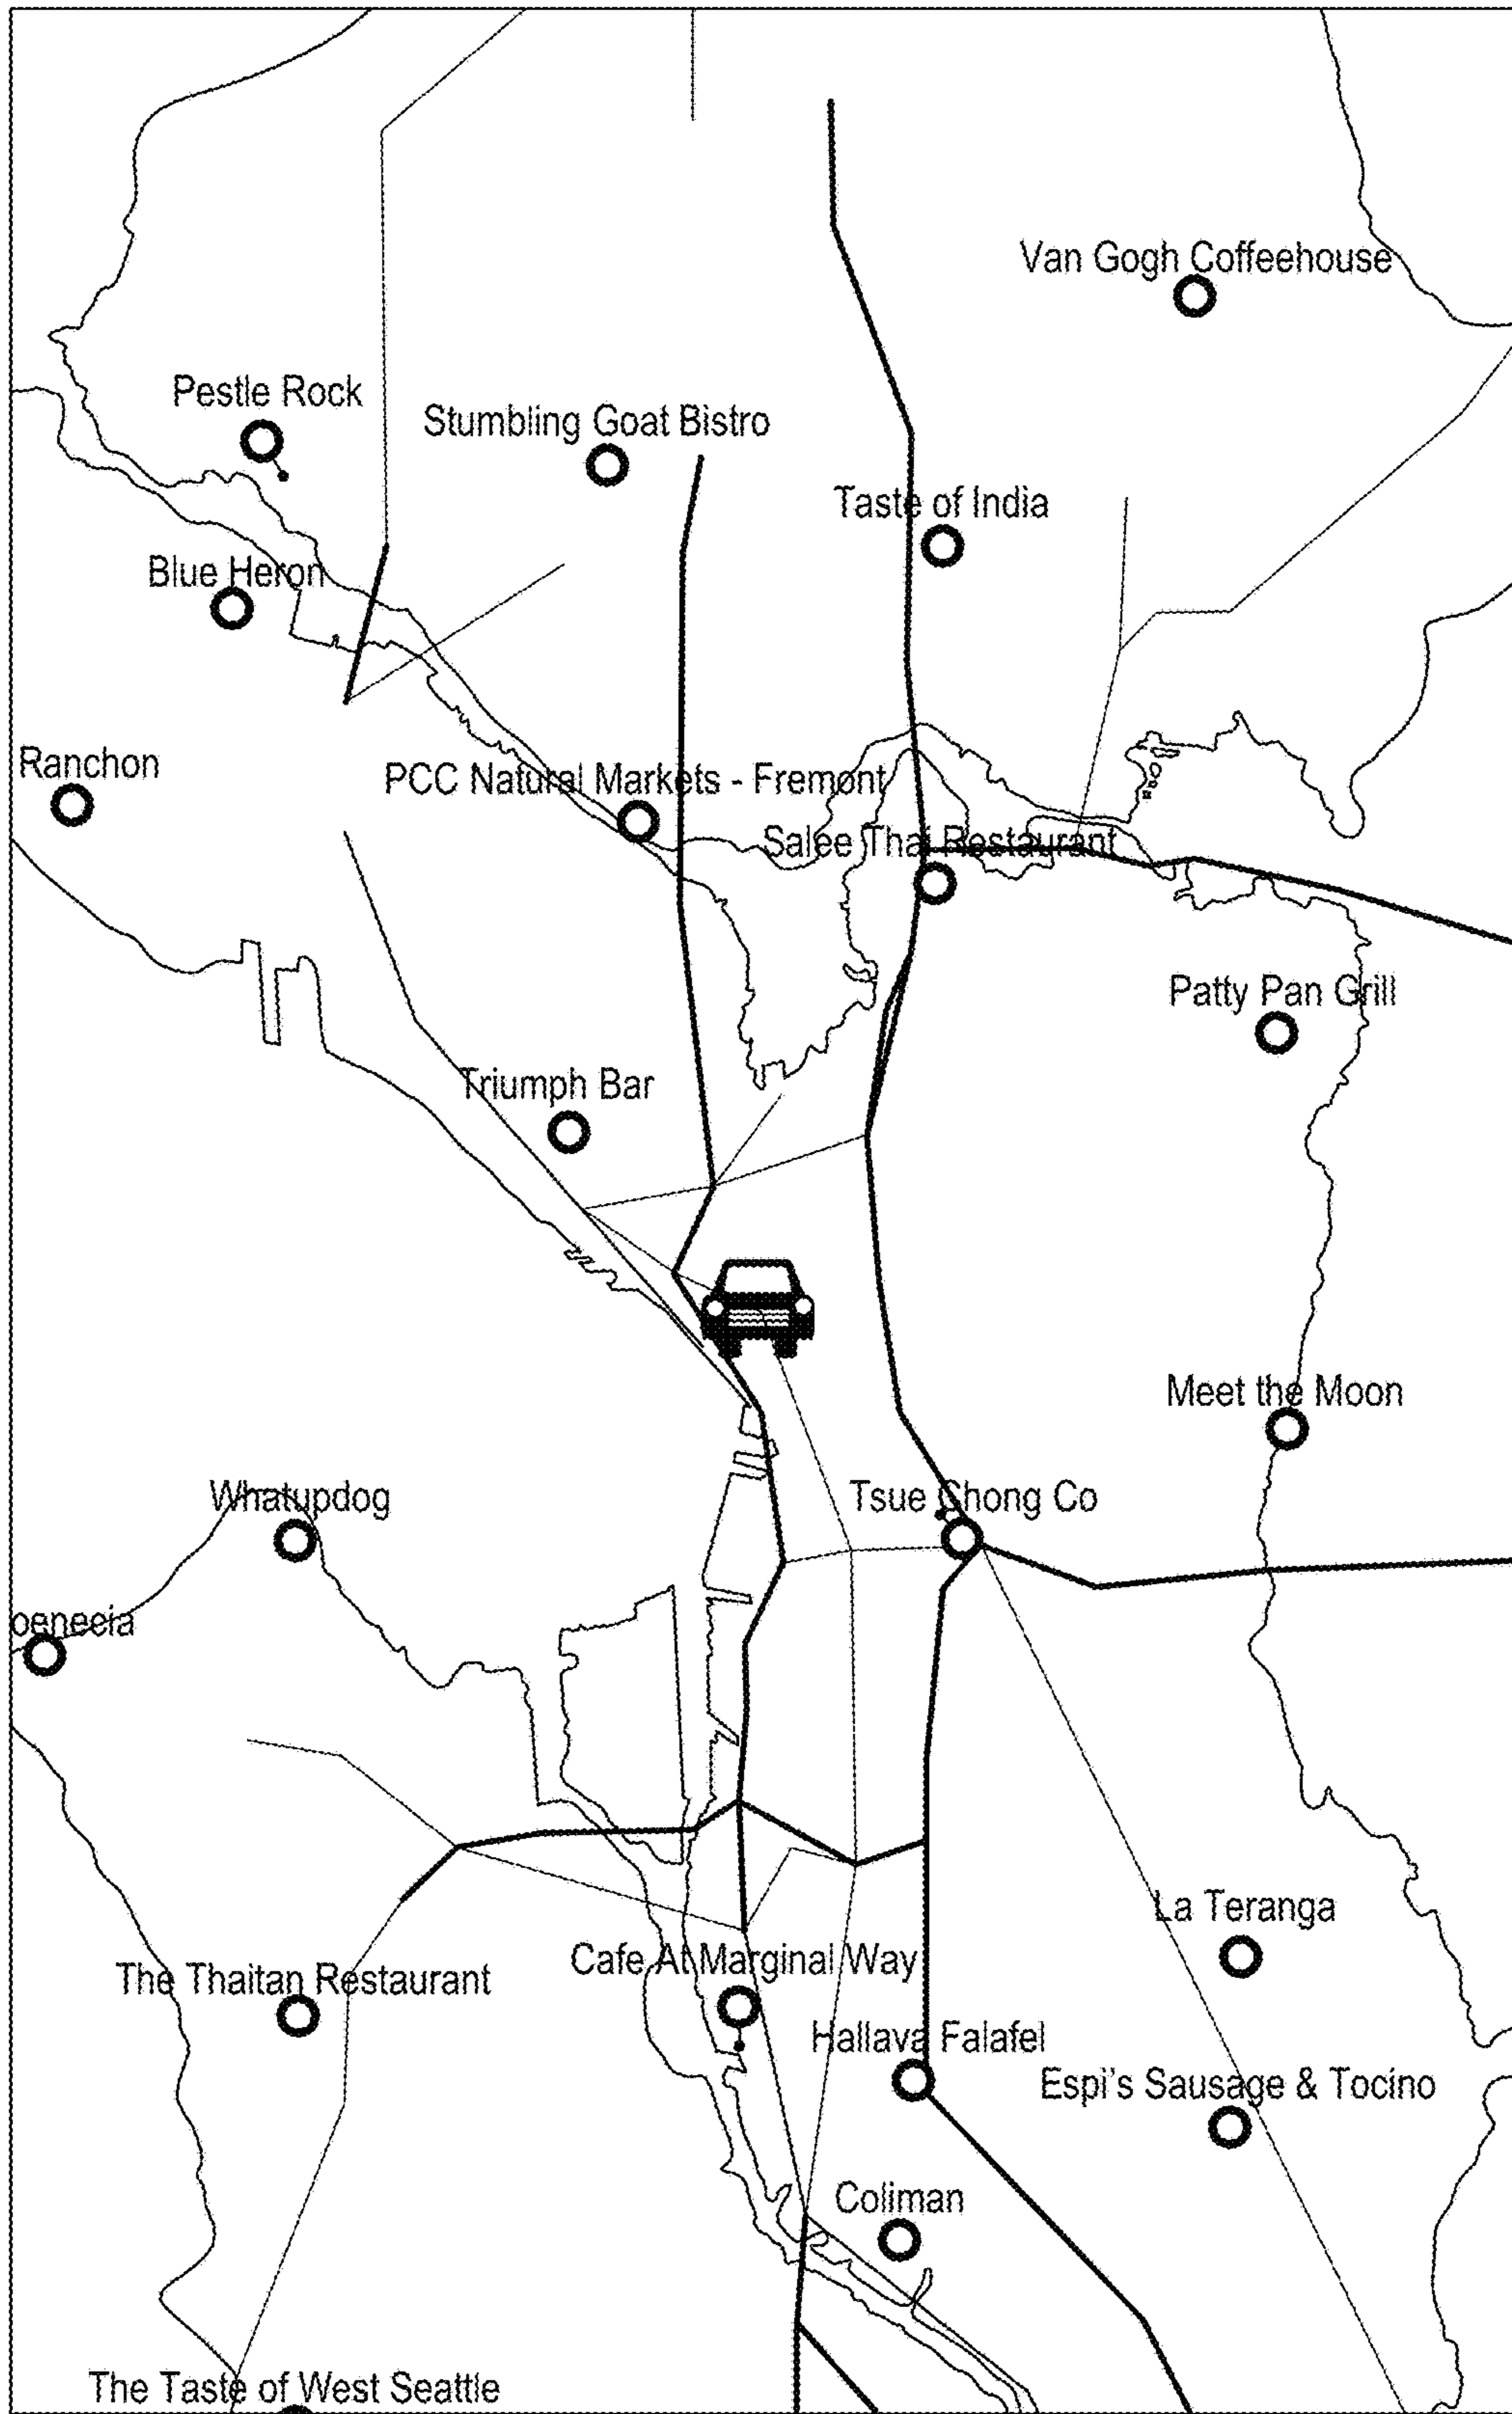 Van Gogh Coffeehouse
Pestle Rock
Stumbling Goat Bistro
Taste of India
Blue Heron
Ranchon
PCC Natural Markets - Fremont
Salee Thai Restaurant
Patty Pan Grill
Triumph Bar
Meet the Moon
Whatupdog
Tsue Chong Co
La Teranga
Cafe At Marginal Way
The Thaitan Restaurant
Hallava Falafel
Espi's Sausage & Tocino
Coliman
The Taste of West Seattle